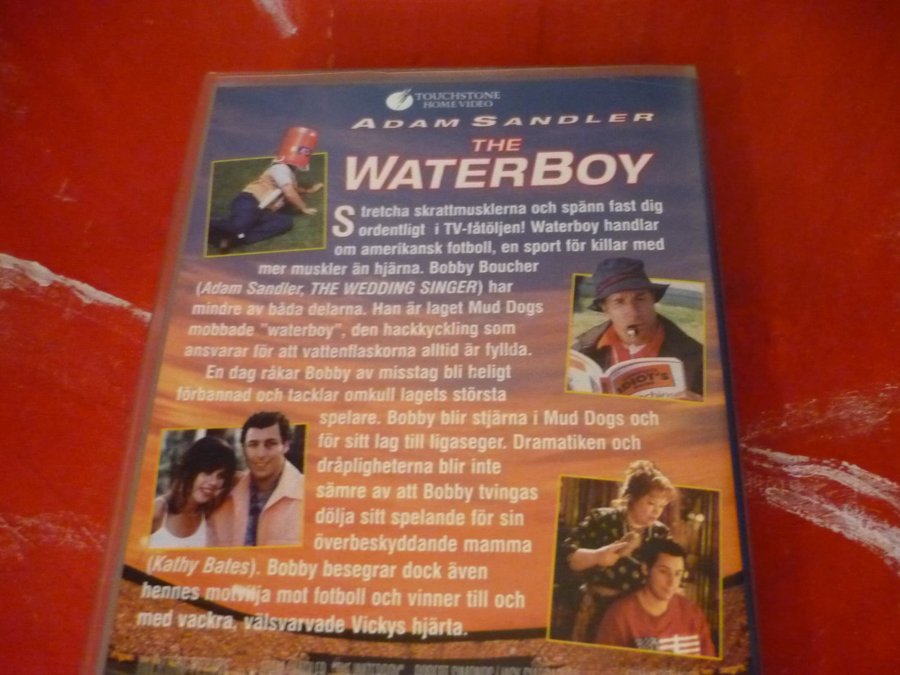 TOUCHSTONE
HOME VIDEO
ADAM SANDLER
THE
WATERBOY
Stretcha skrattmusklerna och spänn fast dig
ordentligt i TV-fåtöljen! Waterboy handlar
om amerikansk fotboll, en sport för killar med
mer muskler än hjärna. Bobby Boucher
(Adam Sandler, THE WEDDING SINGER) har
mindre av båda delarna. Han är laget Mud Dogs
mobbade "waterboy", den hackkyckling som
ansvarar för att vattenflaskorna alltid är fyllda.
En dag råkar Bobby av misstag bli heligt
förbannad och tacklar omkull lagets största
spelare. Bobby blir stjärna i Mud Dogs och
för sitt lag till ligaseger. Dramatiken och
dråpligheterna blir inte
sämre av att Bobby tvingas
dölja sitt spelande för sin
överbeskyddande mamma
(Kathy Bates). Bobby besegrar dock även
hennes motvilja mot fotboll och vinner till och
med vackra, välsvarvade Vickys hjärta.
IDIOT'S
"THE WATERBOY"